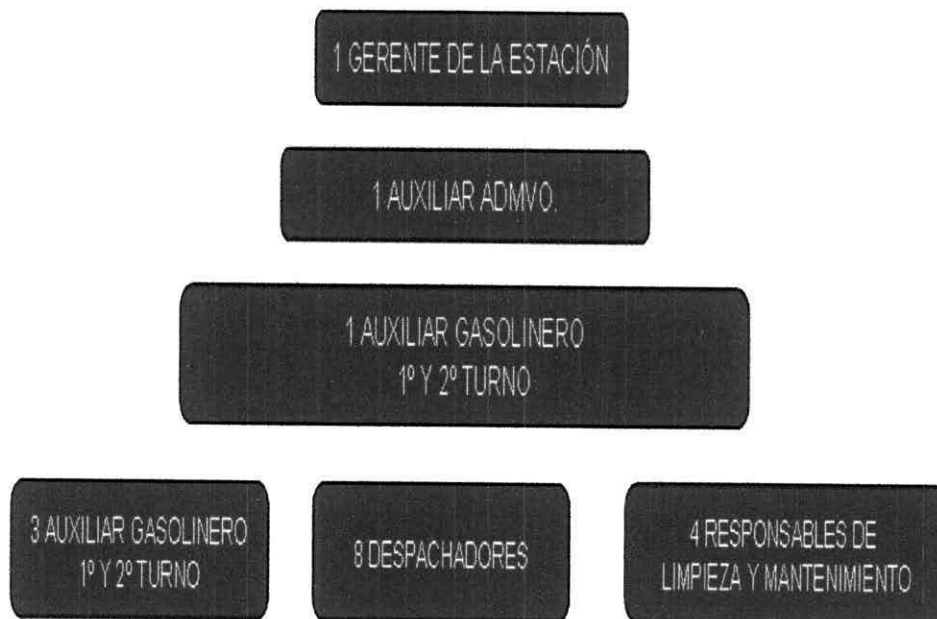 1 GERENTE DE LA ESTACIÓN
1 AUXILIAR ADMVO.
1 AUXILIAR GASOLINERO
1º Y 2º TURNO
3 AUXILIAR GASOLINERO
1º Y 2º TURNO
8 DESPACHADORES
4 RESPONSABLES DE
LIMPIEZA Y MANTENIMIENTO